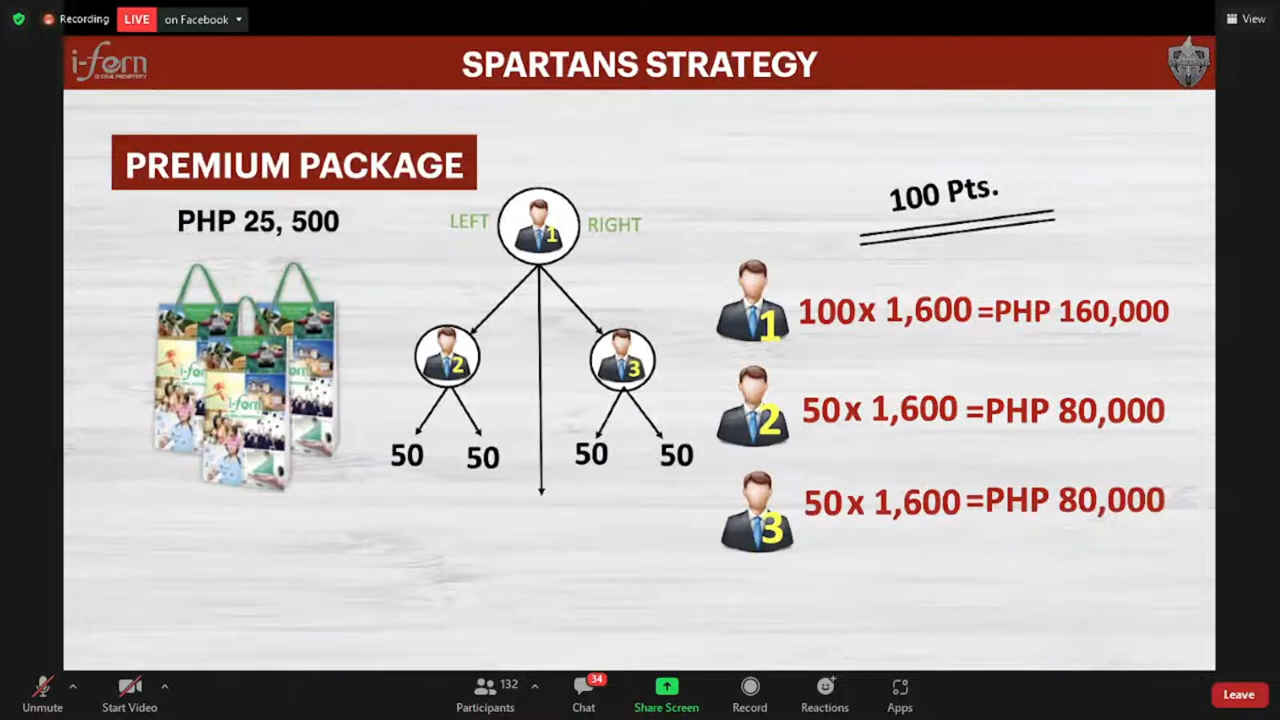 Recording
LIVE on Facebook
View
i-fern
SPARTANS STRATEGY
PREMIUM PACKAGE
PHP 25, 500
LEFT
RIGHT
1
2
3
50
50
50
50
i-fern
i-fern
100 Pts.
1
100 x 1,600 =PHP 160,000
2
50 x 1,600 =PHP 80,000
3
50 x 1,600 =PHP 80,000
Unmute
Start Video
132
Participants
34
Chat
Share Screen
Record
Reactions
Apps
Leave